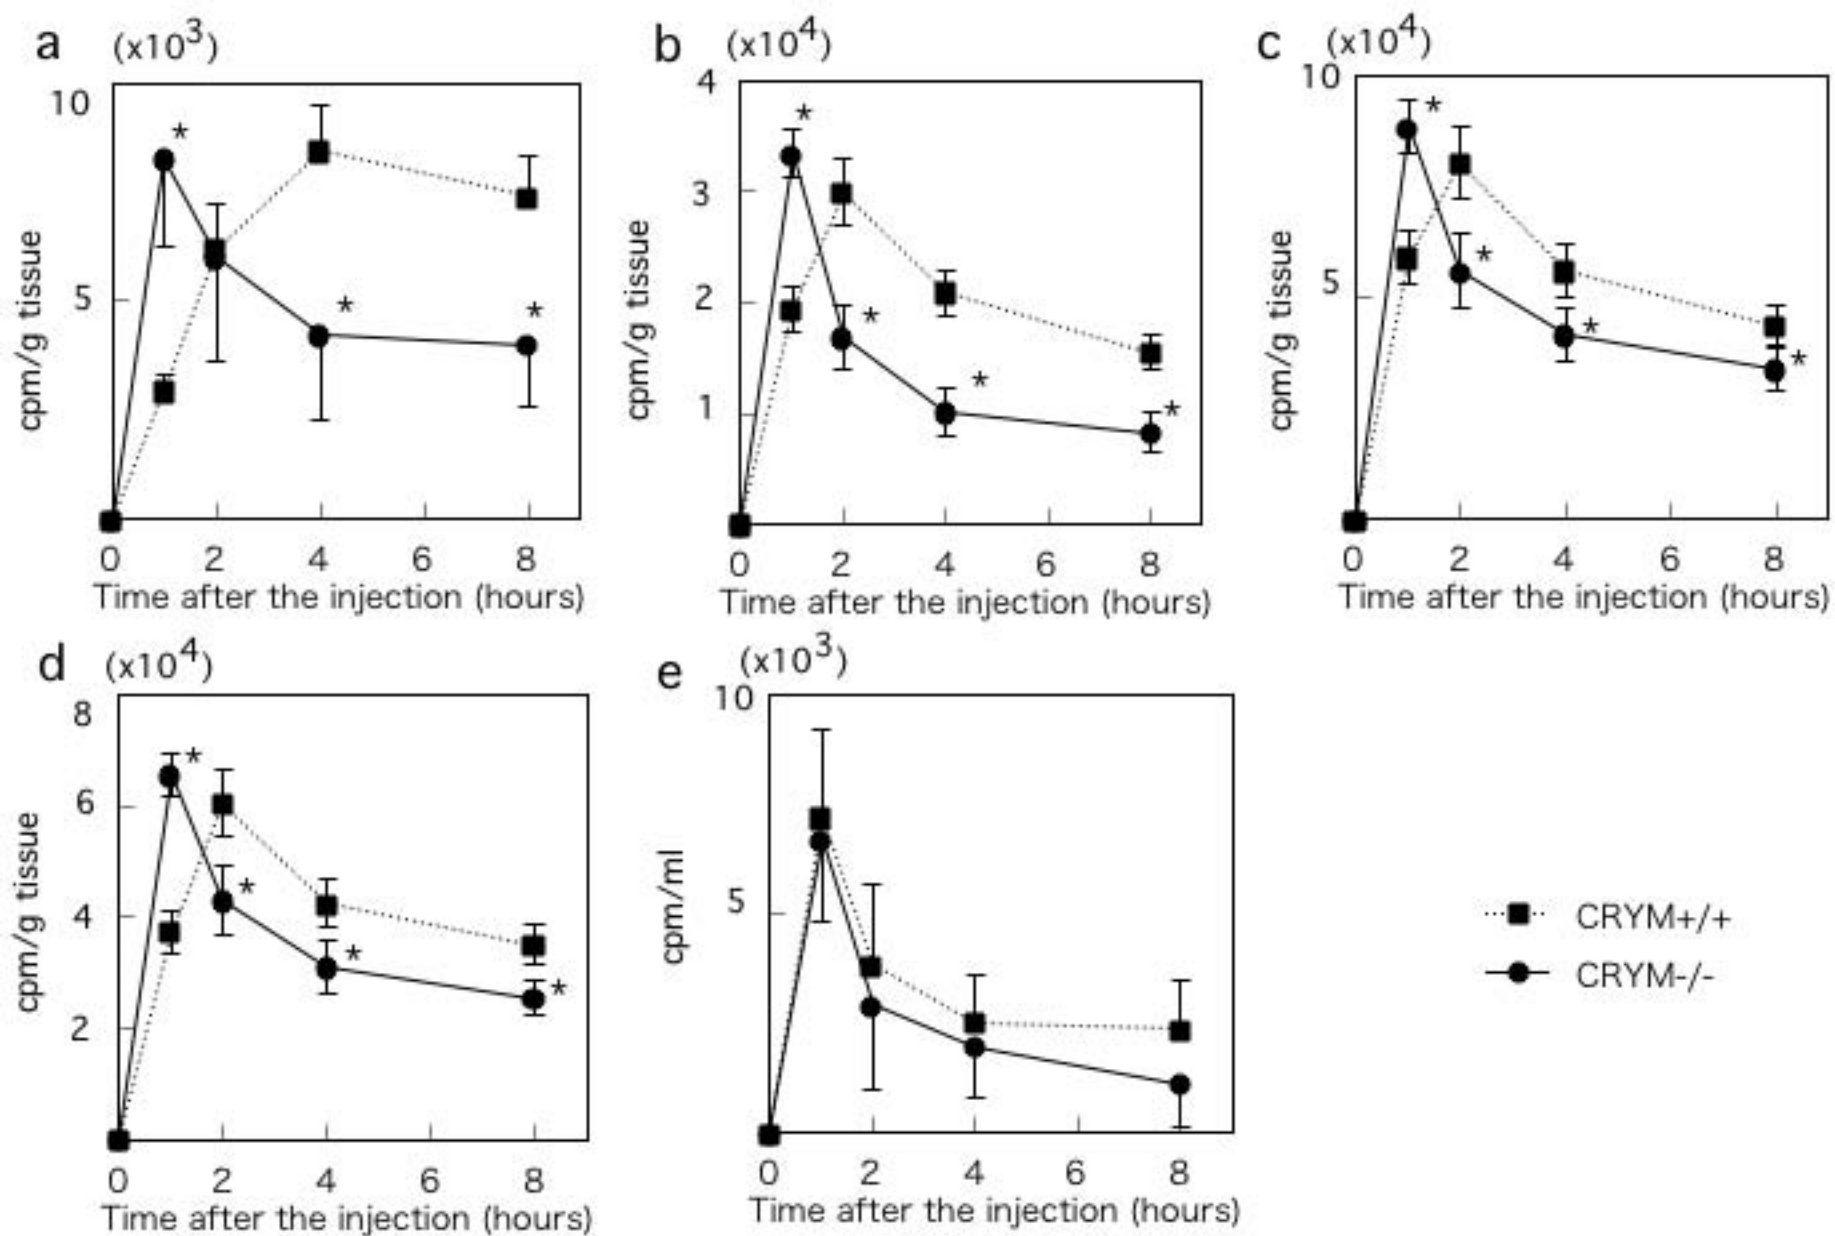 a (x10³)
10
5
cpm/g tissue
*
*
*
0 2 4 6 8
Time after the injection (hours)
b (x10⁴)
4
3
2
1
cpm/g tissue
*
*
*
*
0 2 4 6 8
Time after the injection (hours)
c (x10⁴)
10
5
cpm/g tissue
*
*
*
*
0 2 4 6 8
Time after the injection (hours)
d (x10⁴)
8
6
4
2
cpm/g tissue
*
*
*
*
0 2 4 6 8
Time after the injection (hours)
e (x10³)
10
5
cpm/ml
0 2 4 6 8
Time after the injection (hours)
CRYM+/+
CRYM-/-